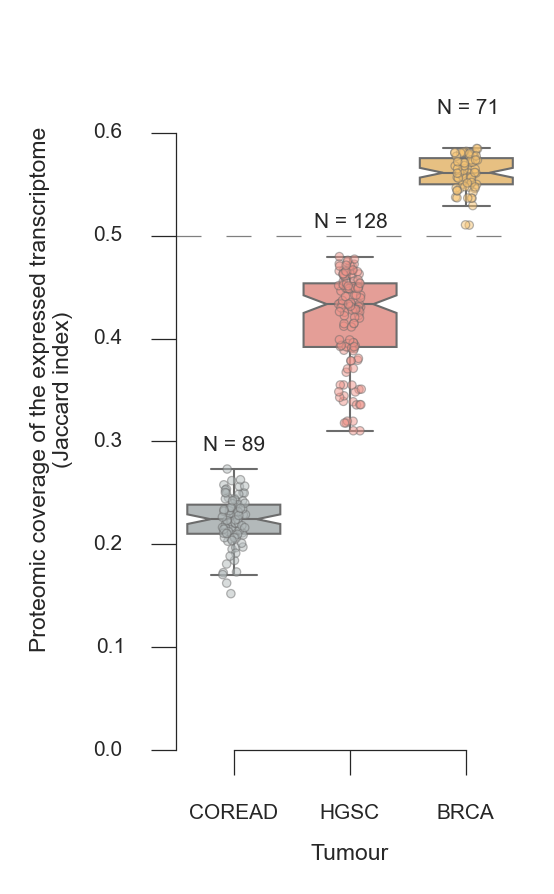 N = 71
0.6
N = 128
0.5
0.4
N = 89
0.3
0.2
0.1
0.0
Proteomic coverage of the expressed transcriptome
(Jaccard index)
COREAD HGSC BRCA
Tumour